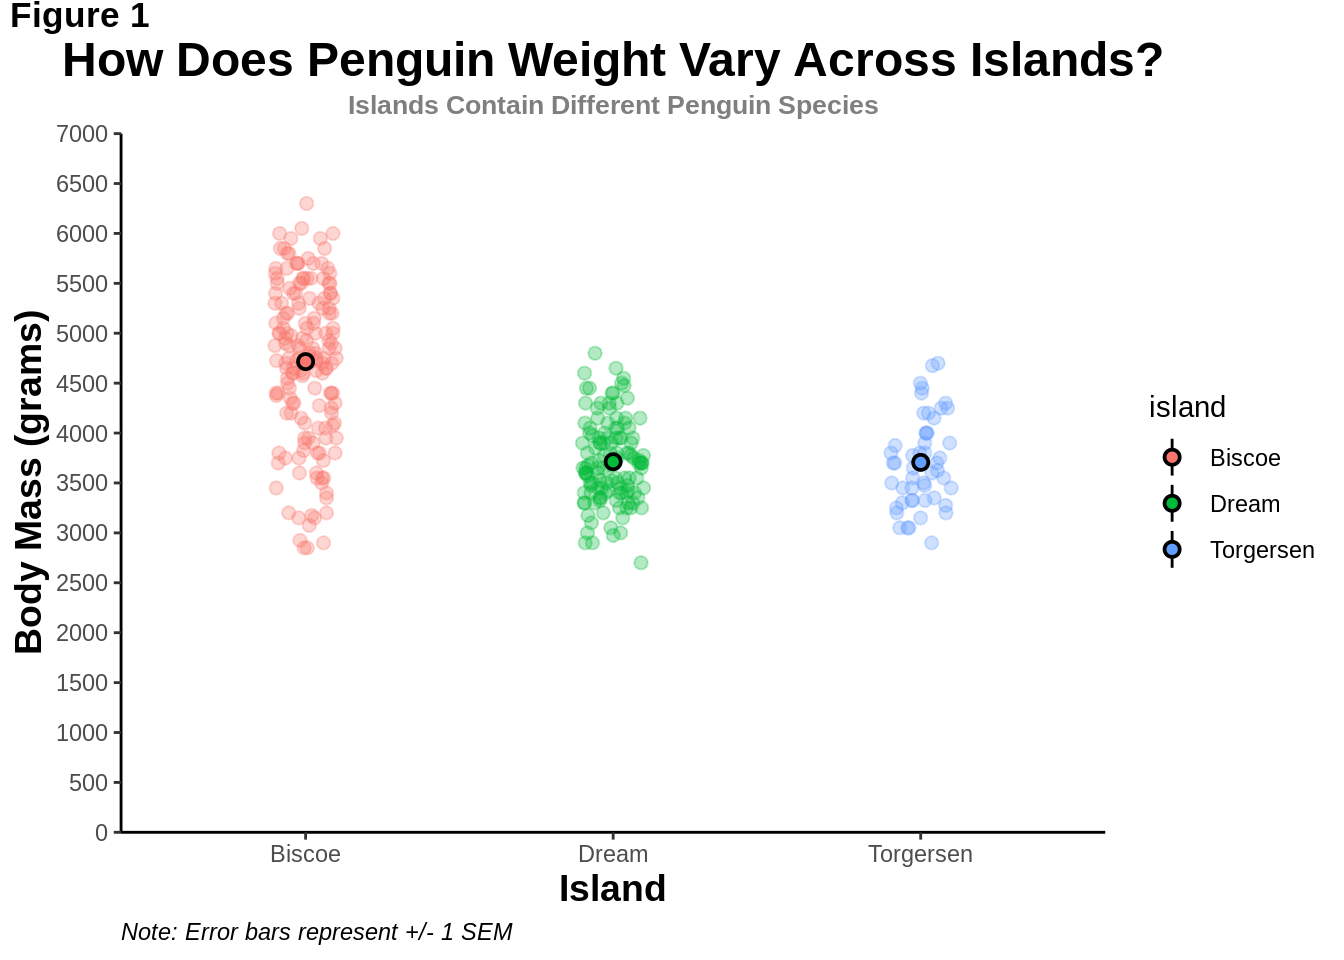 Figure 1
How Does Penguin Weight Vary Across Islands?
Islands Contain Different Penguin Species
7000
6500
6000
5500
5000
4500
4000
3500
3000
2500
2000
1500
1000
500
0
Body Mass (grams)
Biscoe
Dream
Torgersen
Island
island
Biscoe
Dream
Torgersen
Note: Error bars represent +/- 1 SEM